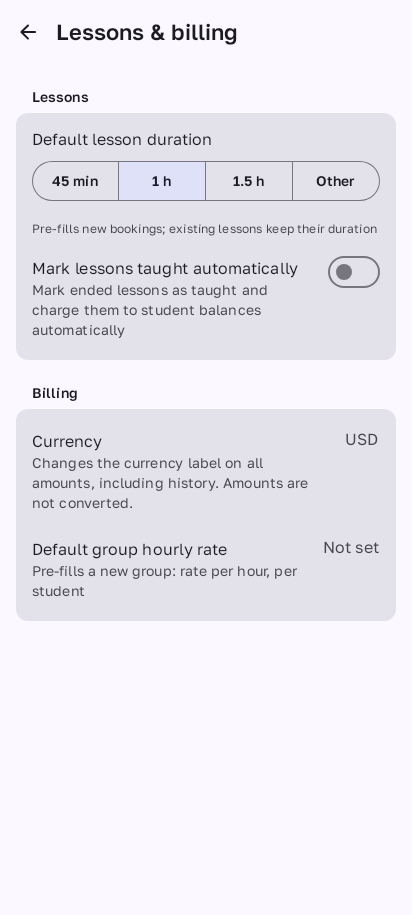 Lessons & billing
Lessons
Default lesson duration
45 min
1 h
1.5 h
Other
Pre-fills new bookings; existing lessons keep their duration
Mark lessons taught automatically
Mark ended lessons as taught and
charge them to student balances
automatically
Billing
Currency
USD
Changes the currency label on all
amounts, including history. Amounts are
not converted.
Default group hourly rate
Not set
Pre-fills a new group: rate per hour, per
student